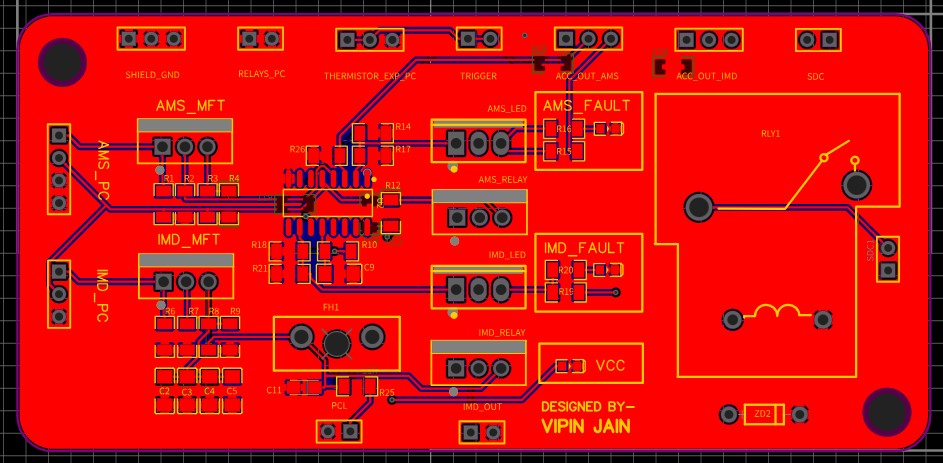 SHIELD_GND
RELAYS_PC
THERMISTOR_EXP_PC
TRIGGER
ACC_OUT_AMS
ACC_OUT_IMD
SDC
AMS_MFT
AMS_LED
AMS_FAULT
R14
R16
R26
R17
R15
RLY1
AMS_PC
R1 R2 R3 R4
R12
AMS_RELAY
IMD_MFT
R18
R10
IMD_LED
IMD_FAULT
SDC1
R21
C9
R20
R19
IMD_PC
R6 R7 R8 R9
FH1
IMD_RELAY
VCC
C2 C3 C4 C5
C11
R25
PCL
IMD_OUT
DESIGNED BY-
VIPIN JAIN
ZD2